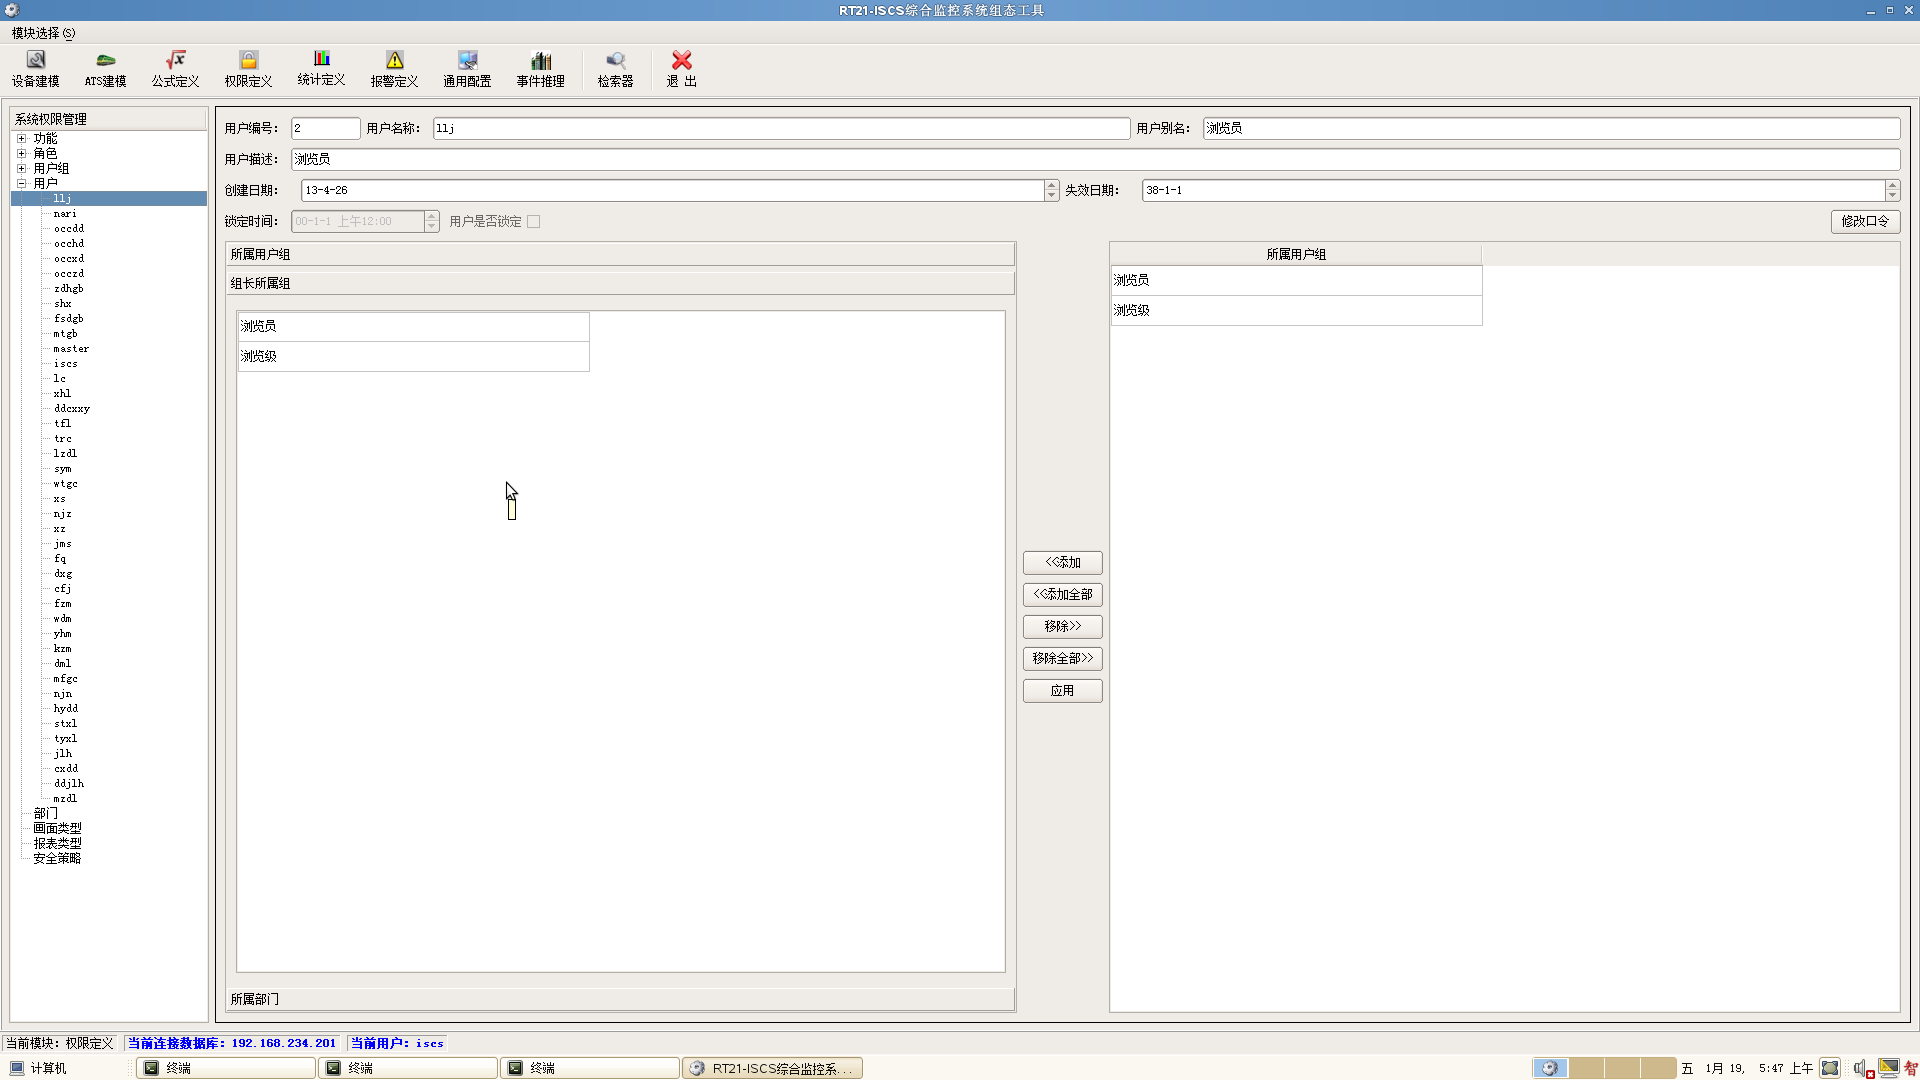 RT21-ISCS综合监控系统组态工具
模块选择(S)
设备建模 ATS建模 公式定义 权限定义 统计定义 报警定义 通用配置 事件推理 检索器 退 出
系统权限管理
功能
角色
用户组
用户
llj
nari
occdd
occhd
occxd
occzd
zdhgb
shx
fsdgb
mtgb
master
iscs
lc
xhl
ddcxxy
tfl
trc
lzdl
sym
wtgc
xs
njz
xz
jms
fq
dxg
cfj
fzm
wdm
yhm
kzm
dml
mfgc
njn
hydd
stxl
tyxl
jlh
cxdd
ddjlh
mzdl
部门
画面类型
报表类型
安全策略
用户编号: 2 用户名称: llj 用户别名: 浏览员
用户描述: 浏览员
创建日期: 13-4-26 失效日期: 38-1-1
锁定时间: 00-1-1 上午12:00 用户是否锁定 修改口令
所属用户组
组长所属组
浏览员
浏览级
所属部门
<<添加
<<添加全部
移除>>
移除全部>>
应用
所属用户组
浏览员
浏览级
当前模块: 权限定义 当前连接数据库: 192.168.234.201 当前用户: iscs
计算机 终端 终端 终端 RT21-ISCS综合监控系... 五 1月 19, 5:47 上午 智